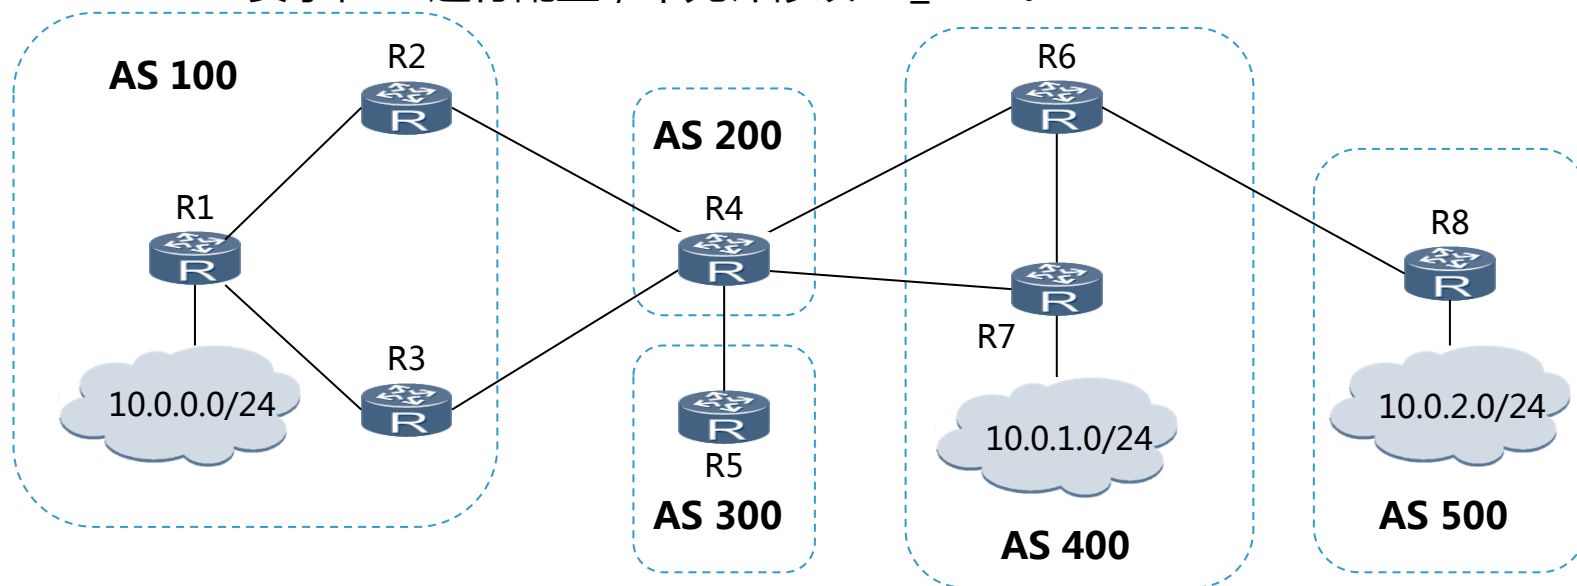 AS 100
R2
R1
R3
10.0.0.0/24
AS 200
R4
R5
AS 300
R6
R7
10.0.1.0/24
AS 400
R8
10.0.2.0/24
AS 500
R
R
R
R
R
R
R
R